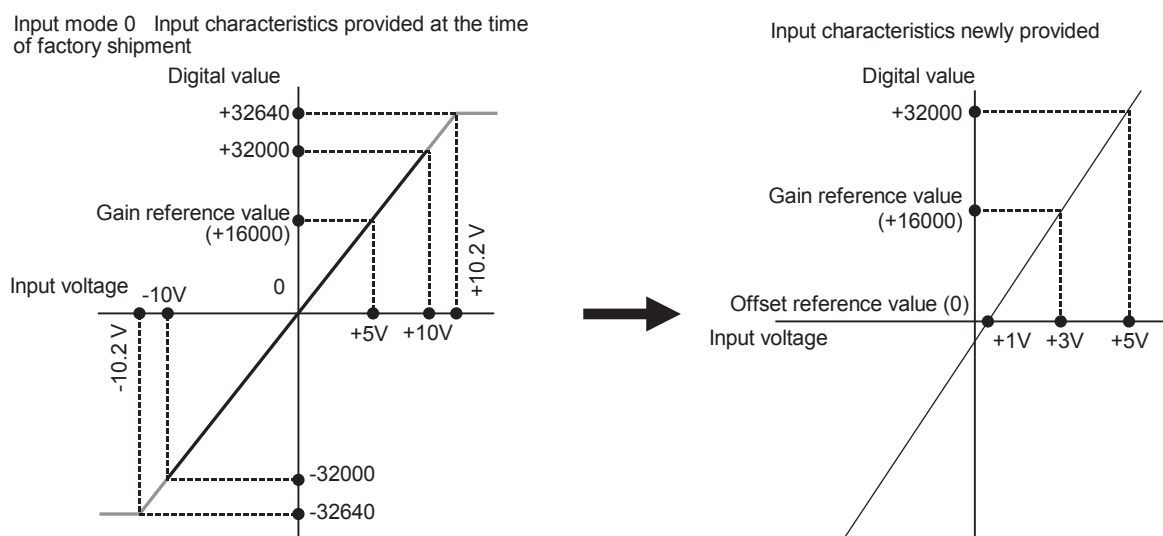 Input mode 0 Input characteristics provided at the time
of factory shipment
Digital value
+32640
+32000
Gain reference value
(+16000)
+10.2 V
Input voltage
-10V
0
+5V
+10V
-10.2 V
-32000
-32640
Input characteristics newly provided
Digital value
+32000
Gain reference value
(+16000)
Offset reference value (0)
Input voltage
+1V
+3V
+5V